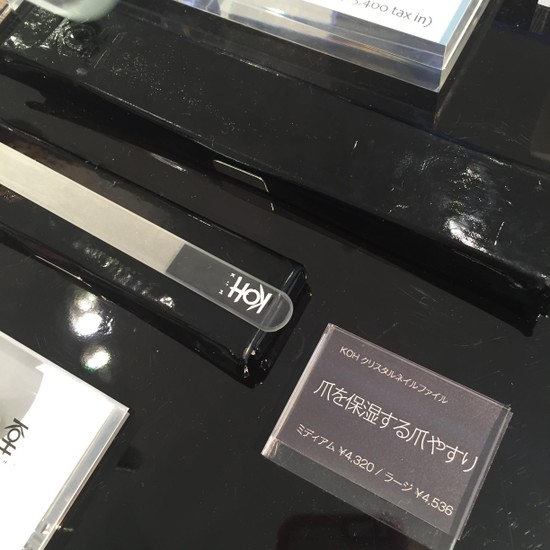 5,400 tax in)
KOH
KOH クリスタルネイルファイル
爪を保湿する爪やすり
ミディアム ¥4,320 / ラージ ¥4,536
KOH